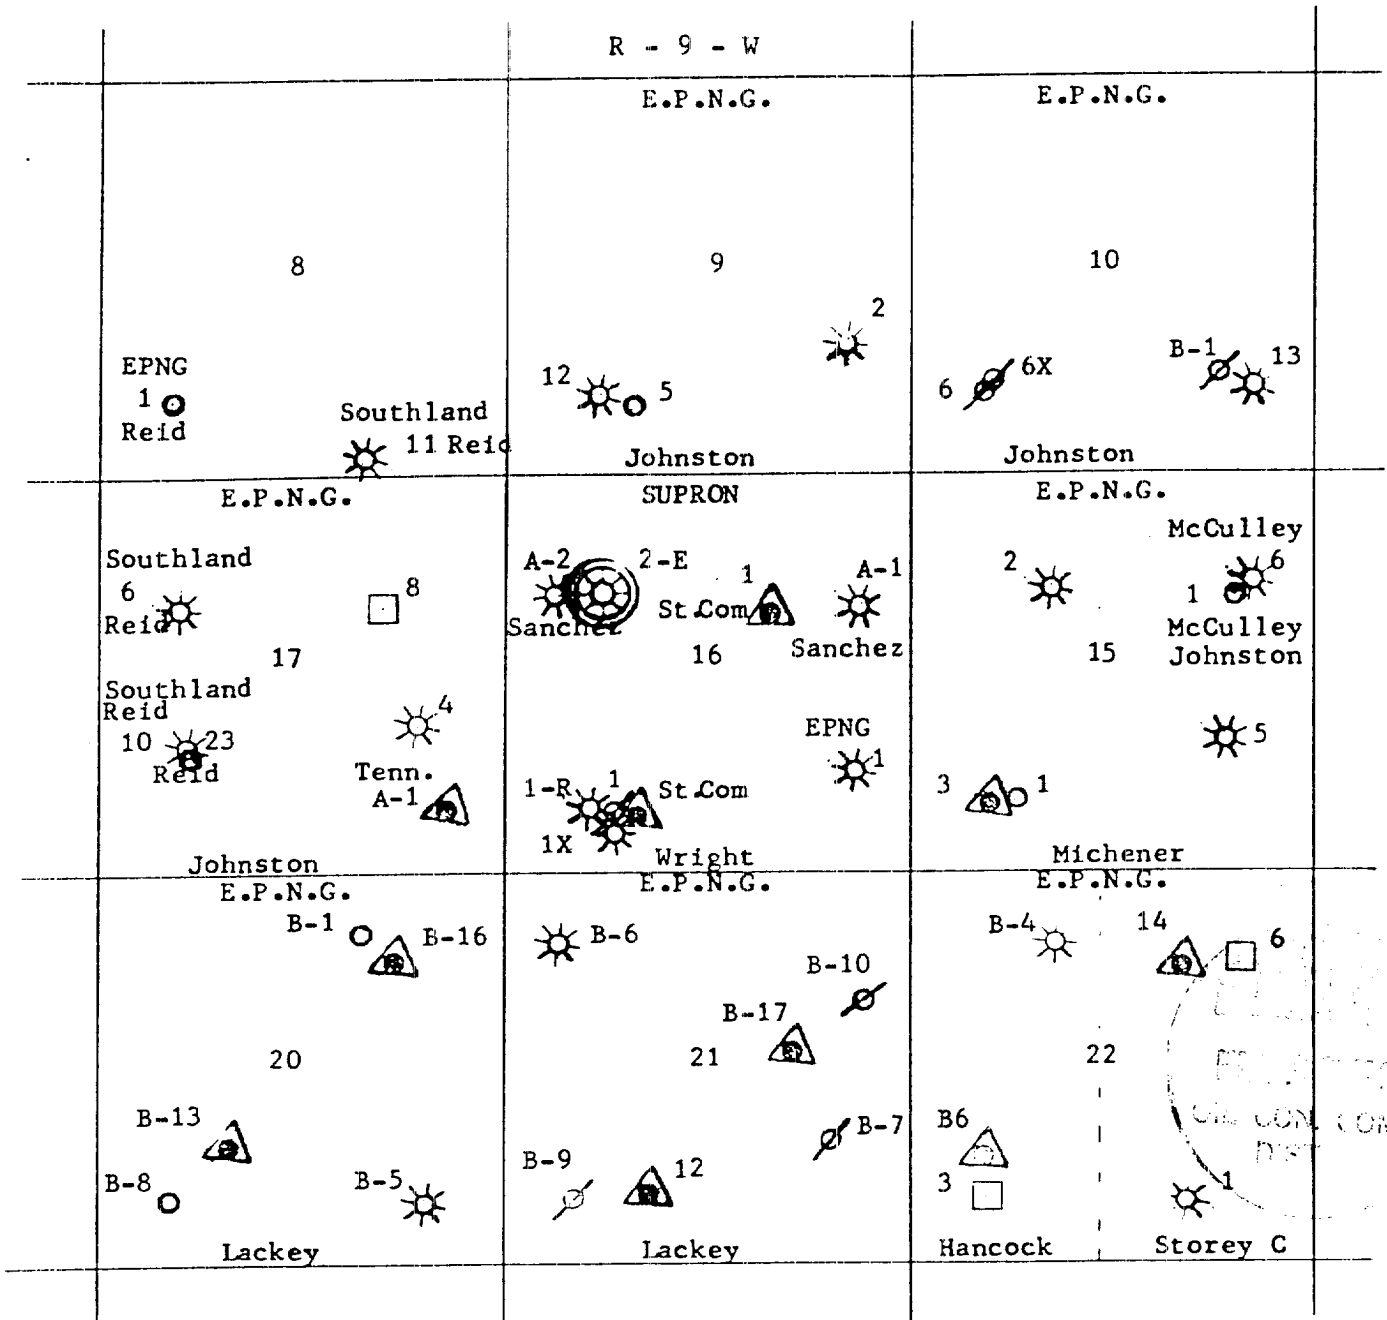 R - 9 - W
E.P.N.G.
E.P.N.G.
8
9
10
2
EPNG
1
Reid
Southland
11 Reid
12
5
Johnston
6
6X
B-1
13
Johnston
E.P.N.G.
SUPRON
E.P.N.G.
Southland
6
Reid
8
17
Southland
Reid
10
23
Reid
4
Tenn.
A-1
Johnston
A-2
2-E
Sanchez
1
St.Com
A-1
Sanchez
16
EPNG
1
1-R
1
St.Com
1X
Wright
McCulley
2
6
1
McCulley
Johnston
15
5
3
1
Michener
E.P.N.G.
E.P.N.G.
E.P.N.G.
B-1
B-16
20
B-13
B-8
B-5
Lackey
B-6
B-10
B-17
21
B-7
B-9
12
Lackey
B-4
14
6
22
B6
3
1
Hancock
Storey C
OIL CON. COM